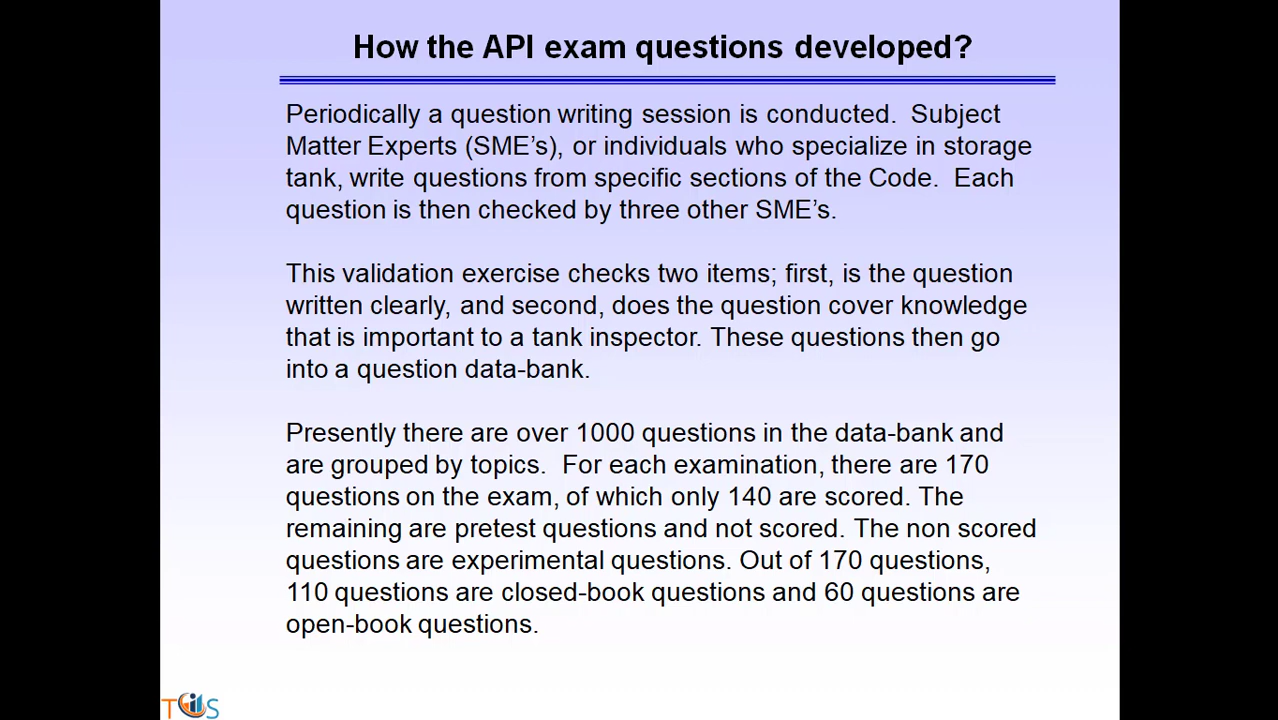 How the API exam questions developed?
Periodically a question writing session is conducted.  Subject
Matter Experts (SME’s), or individuals who specialize in storage
tank, write questions from specific sections of the Code.  Each
question is then checked by three other SME’s.
This validation exercise checks two items; first, is the question
written clearly, and second, does the question cover knowledge
that is important to a tank inspector. These questions then go
into a question data-bank.
Presently there are over 1000 questions in the data-bank and
are grouped by topics.  For each examination, there are 170
questions on the exam, of which only 140 are scored. The
remaining are pretest questions and not scored. The non scored
questions are experimental questions. Out of 170 questions,
110 questions are closed-book questions and 60 questions are
open-book questions.